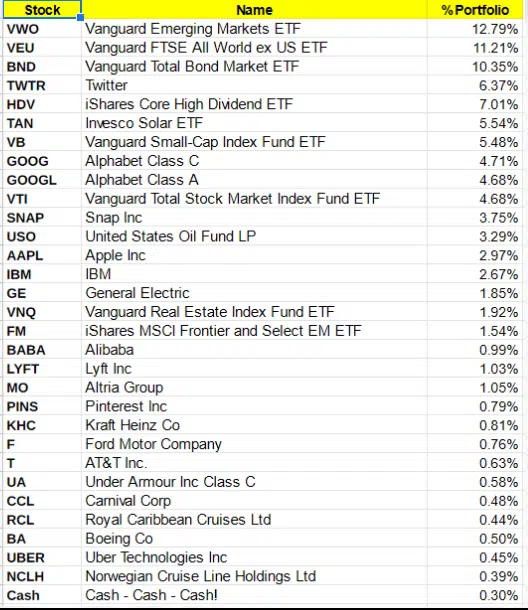 Stock Name %Portfolio
VWO Vanguard Emerging Markets ETF 12.79%
VEU Vanguard FTSE All World ex US ETF 11.21%
BND Vanguard Total Bond Market ETF 10.35%
TWTR Twitter 6.37%
HDV iShares Core High Dividend ETF 7.01%
TAN Invesco Solar ETF 5.54%
VB Vanguard Small-Cap Index Fund ETF 5.48%
GOOG Alphabet Class C 4.71%
GOOGL Alphabet Class A 4.68%
VTI Vanguard Total Stock Market Index Fund ETF 4.68%
SNAP Snap Inc 3.75%
USO United States Oil Fund LP 3.29%
AAPL Apple Inc 2.97%
IBM IBM 2.67%
GE General Electric 1.85%
VNQ Vanguard Real Estate Index Fund ETF 1.92%
FM iShares MSCI Frontier and Select EM ETF 1.54%
BABA Alibaba 0.99%
LYFT Lyft Inc 1.03%
MO Altria Group 1.05%
PINS Pinterest Inc 0.79%
KHC Kraft Heinz Co 0.81%
F Ford Motor Company 0.76%
T AT&T Inc. 0.63%
UA Under Armour Inc Class C 0.58%
CCL Carnival Corp 0.48%
RCL Royal Caribbean Cruises Ltd 0.44%
BA Boeing Co 0.50%
UBER Uber Technologies Inc 0.45%
NCLH Norwegian Cruise Line Holdings Ltd 0.39%
Cash Cash - Cash - Cash! 0.30%